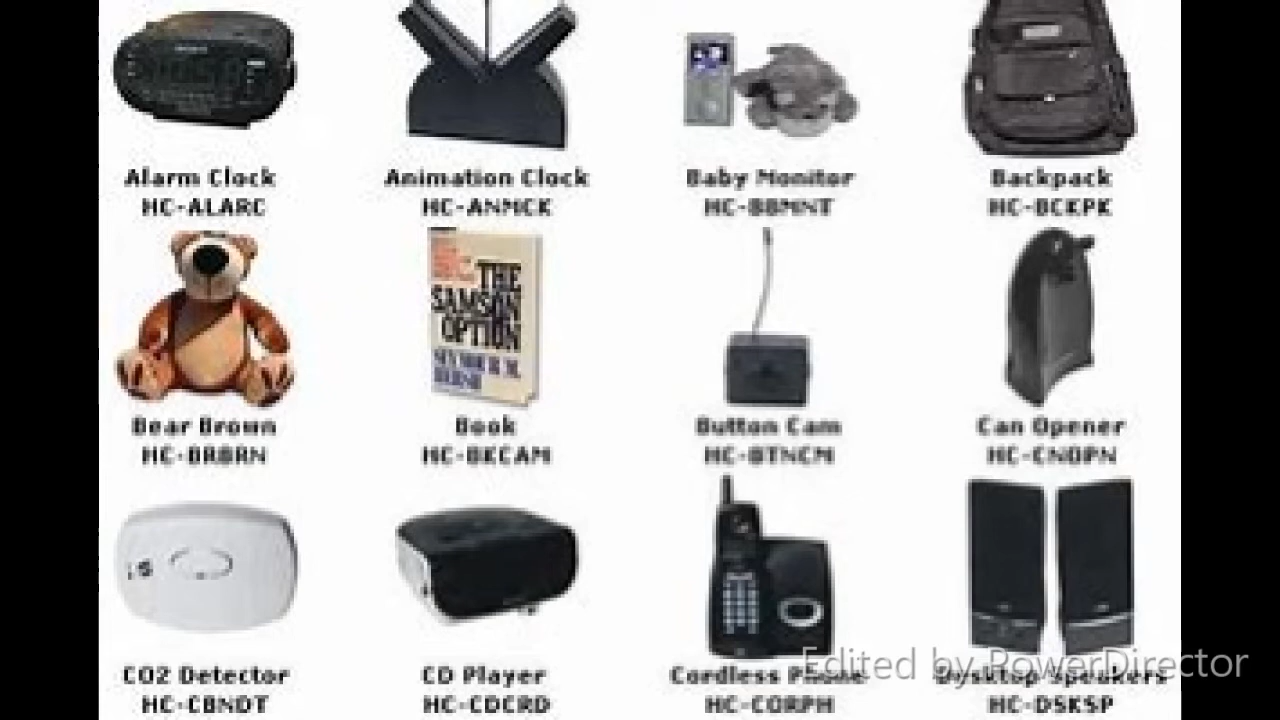 Alarm Clock
HC-ALARC
Animation Clock
HC-ANMCK
Baby Monitor
HC-BBMNT
Backpack
HC-BCKPK
THE
SAMSON
OPTION
SEYMOUR M.
HERSH
Bear Brown
HC-BRBRN
Book
HC-BKCAM
Button Cam
HC-BTNCM
Can Opener
HC-CNOPN
CO2 Detector
HC-CBNDT
CD Player
HC-CDCRD
Cordless Phone
HC-CORPH
Desktop Speakers
HC-DSKSP
Edited by PowerDirector